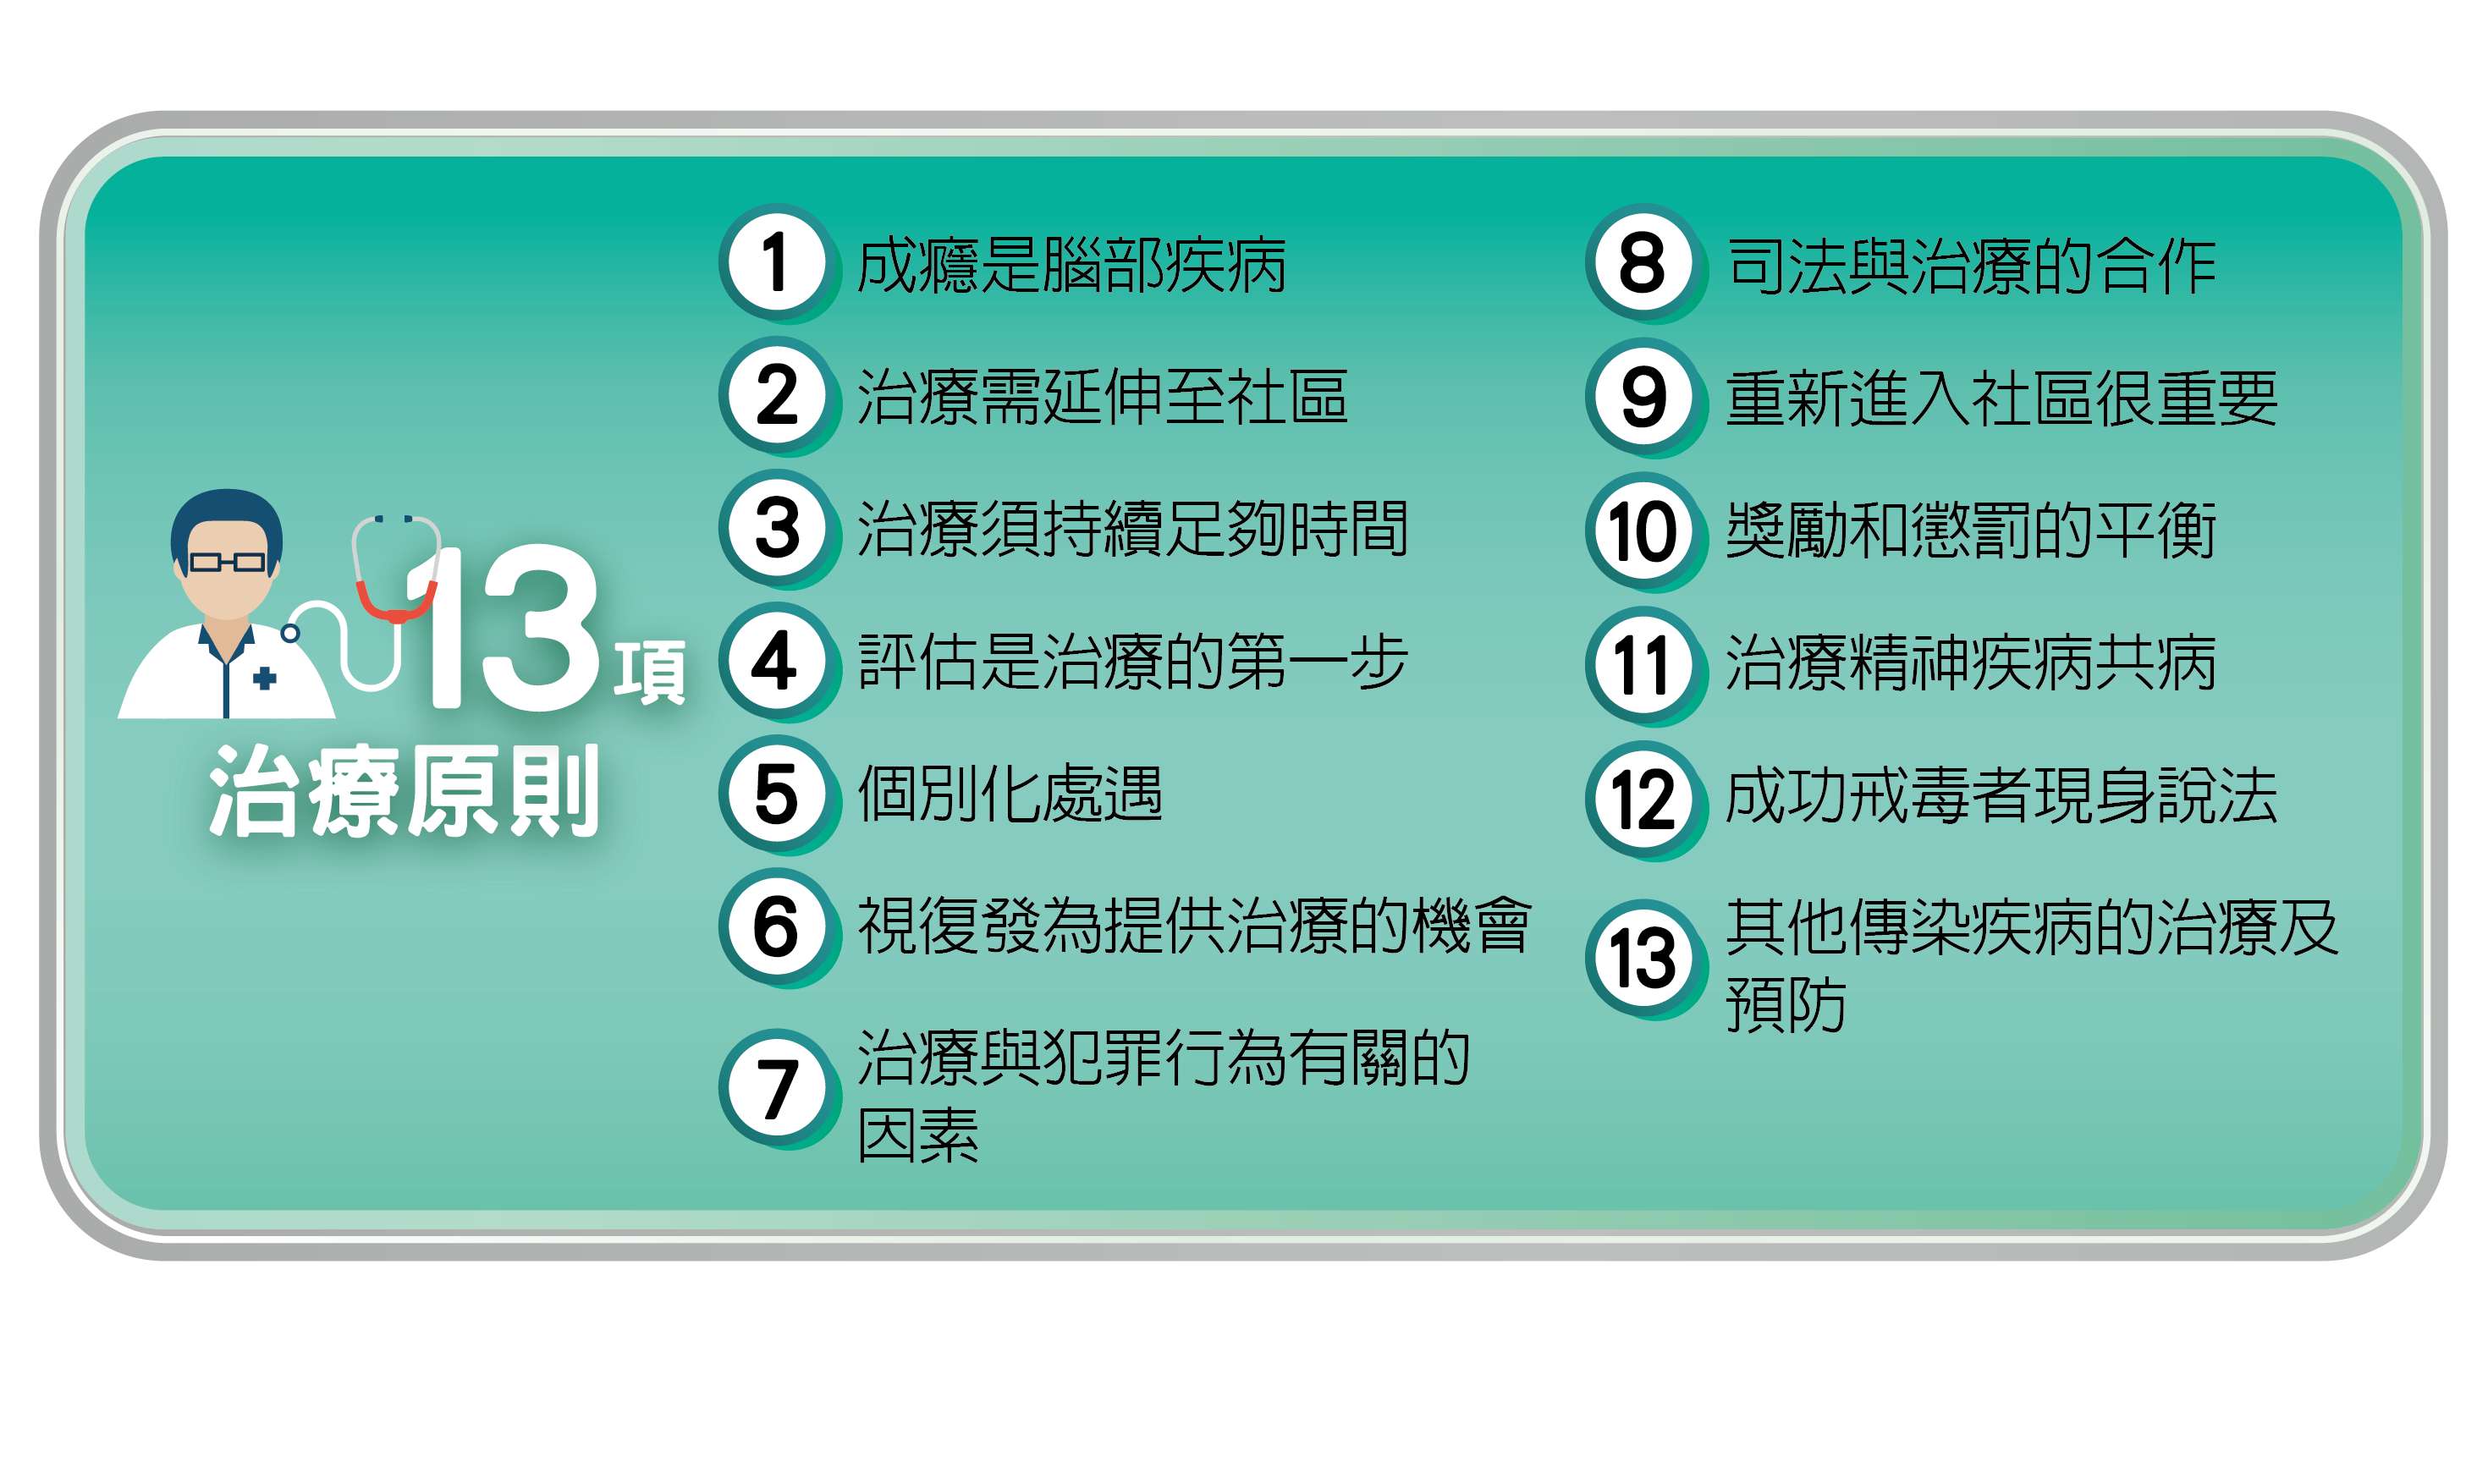 13項
治療原則
1 成癮是腦部疾病
2 治療需延伸至社區
3 治療須持續足夠時間
4 評估是治療的第一步
5 個別化處遇
6 視復發為提供治療的機會
7 治療與犯罪行為有關的
因素
8 司法與治療的合作
9 重新進入社區很重要
10 獎勵和懲罰的平衡
11 治療精神疾病共病
12 成功戒毒者現身說法
13 其他傳染疾病的治療及
預防